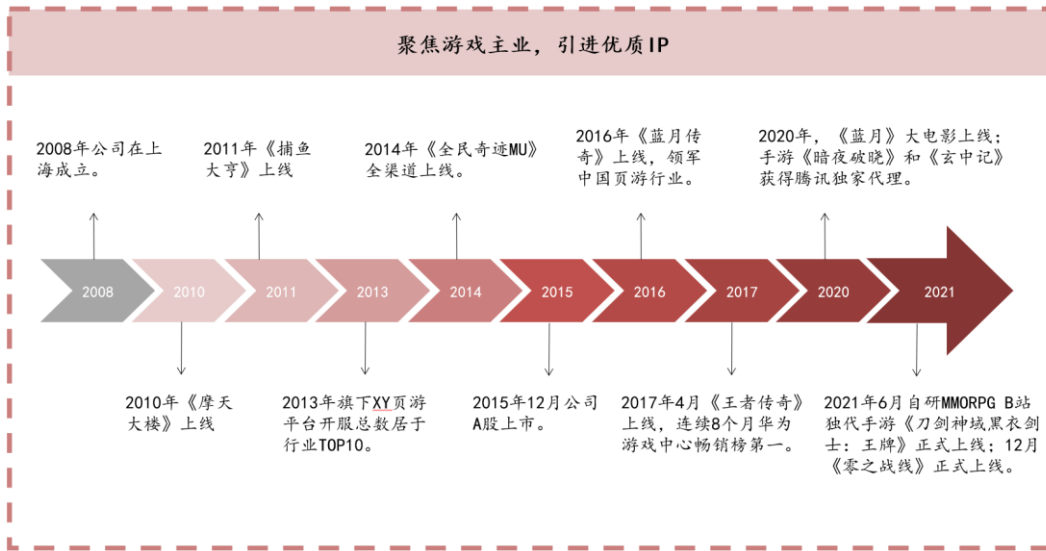 聚焦游戏主业，引进优质IP
2008年公司在上
海成立。
2011年《捕鱼
大亨》上线
2014年《全民奇迹MU》
全渠道上线。
2016年《蓝月传
奇》上线，领军
中国页游行业。
2020年，《蓝月》大电影上线；
手游《暗夜破晓》和《玄中记》
获得腾讯独家代理。
2008
2010
2011
2013
2014
2015
2016
2017
2020
2021
2010年《摩天
大楼》上线
2013年旗下XY页游
平台开服总数居于
行业TOP10。
2015年12月公司
A股上市。
2017年4月《王者传奇》
上线，连续8个月华为
游戏中心畅销榜第一。
2021年6月自研MMORPG B站
独代手游《刀剑神域黑衣剑
士：王牌》正式上线；12月
《零之战线》正式上线。